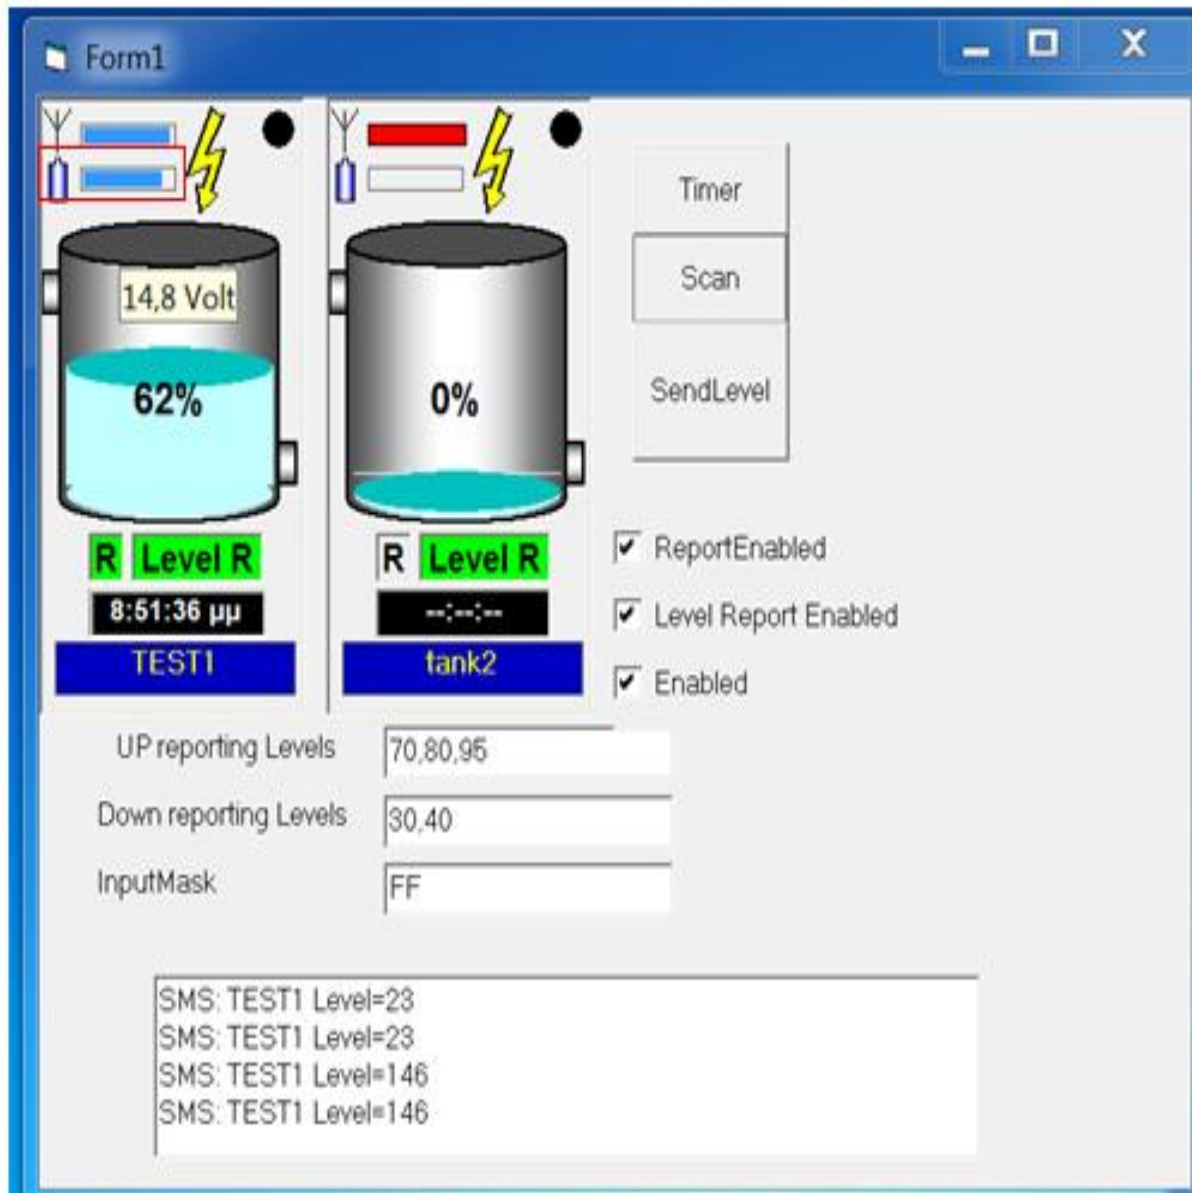 Form1
14,8 Volt
62%
0%
R Level R
R Level R
8:51:36 μμ
--:--:--
TEST1
tank2
Timer
Scan
SendLevel
ReportEnabled
Level Report Enabled
Enabled
UP reporting Levels 70,80,95
Down reporting Levels 30,40
InputMask FF
SMS: TEST1 Level=23
SMS: TEST1 Level=23
SMS: TEST1 Level=146
SMS: TEST1 Level=146